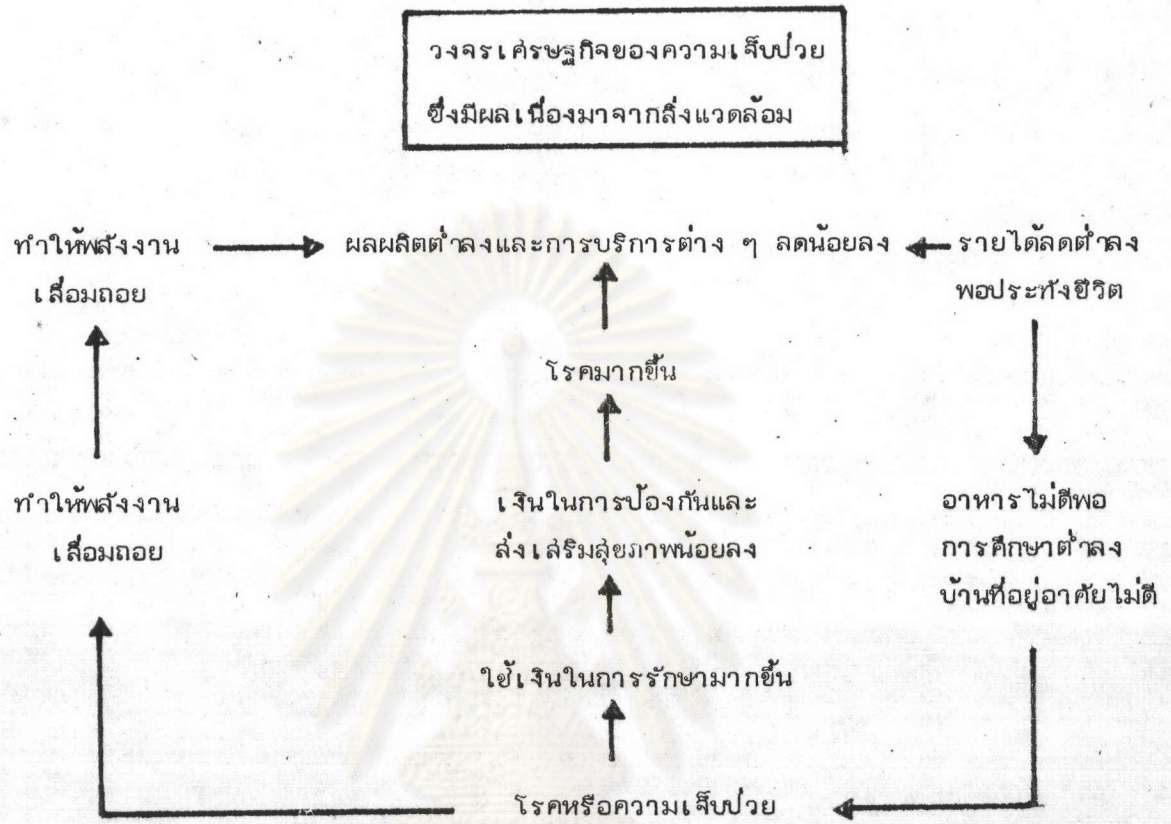 วงจรเศรษฐกิจของความเจ็บป่วย
ซึ่งมีผลเนื่องมาจากสิ่งแวดล้อม
ทำให้พลังงาน
เสื่อมถอย
ผลผลิตต่ำลงและการบริการต่าง ๆ ลดน้อยลง
รายได้ลดต่ำลง
พอประทังชีวิต
โรคมากขึ้น
ทำให้พลังงาน
เสื่อมถอย
เงินในการป้องกันและ
ส่งเสริมสุขภาพน้อยลง
อาหารไม่ดีพอ
การศึกษาต่ำลง
บ้านที่อยู่อาศัยไม่ดี
ใช้เงินในการรักษามากขึ้น
โรคหรือความเจ็บป่วย